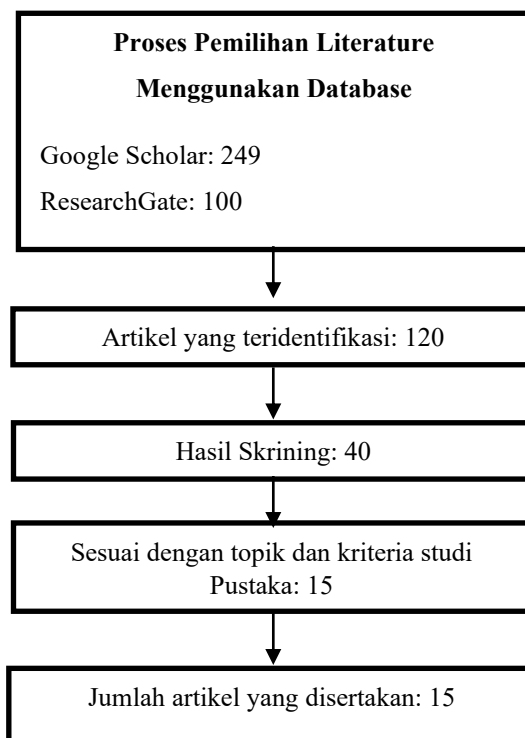 Proses Pemilihan Literature
Menggunakan Database
Google Scholar: 249
ResearchGate: 100
Artikel yang teridentifikasi: 120
Hasil Skrining: 40
Sesuai dengan topik dan kriteria studi
Pustaka: 15
Jumlah artikel yang disertakan: 15